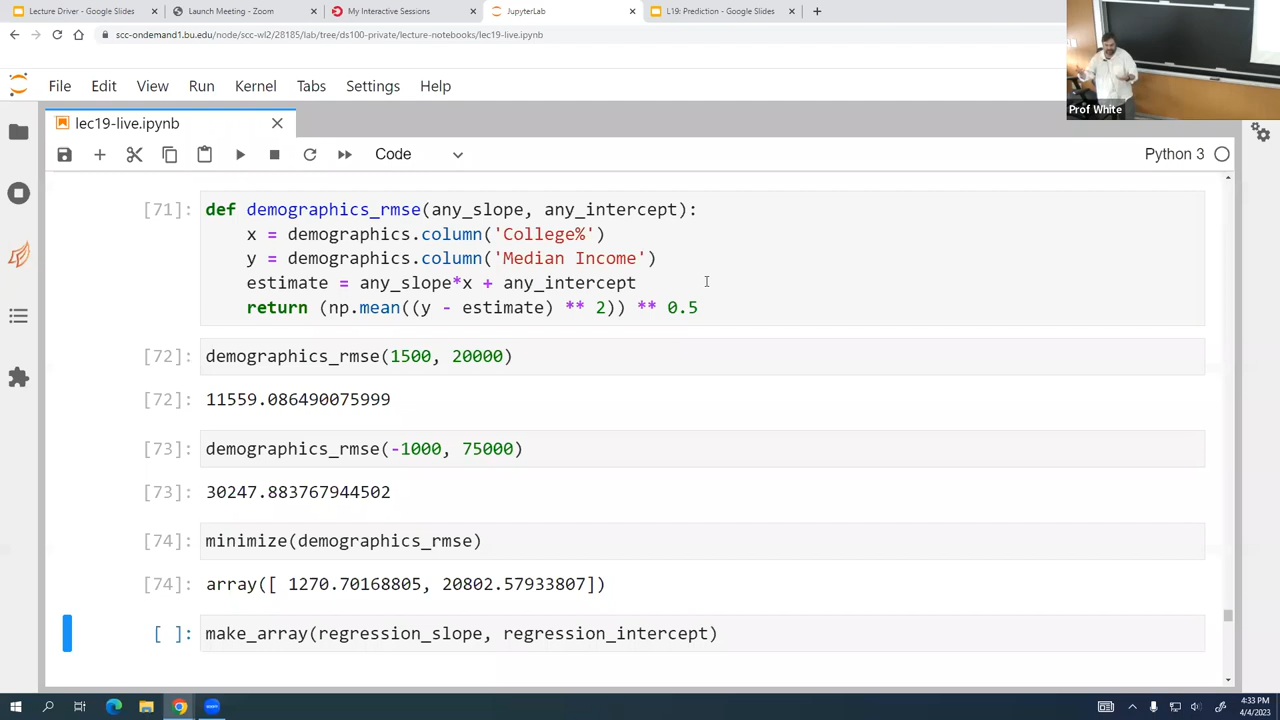 Lecture Driver - Google Slides
Launch Meeting - Zoom
My Interactive Sessions
JupyterLab
L19: Prediction - Google Slides
scc-ondemand1.bu.edu/node/scc-wl2/28185/lab/tree/ds100-private/lecture-notebooks/lec19-live.ipynb
Prof White
File Edit View Run Kernel Tabs Settings Help
lec19-live.ipynb
Code
Python 3
[71]: def demographics_rmse(any_slope, any_intercept):
x = demographics.column('College%')
y = demographics.column('Median Income')
estimate = any_slope*x + any_intercept
return (np.mean((y - estimate) ** 2)) ** 0.5
[72]: demographics_rmse(1500, 20000)
[72]: 11559.086490075999
[73]: demographics_rmse(-1000, 75000)
[73]: 30247.883767944502
[74]: minimize(demographics_rmse)
[74]: array([ 1270.70168805, 20802.57933807])
[ ]: make_array(regression_slope, regression_intercept)
4:33 PM
4/4/2023